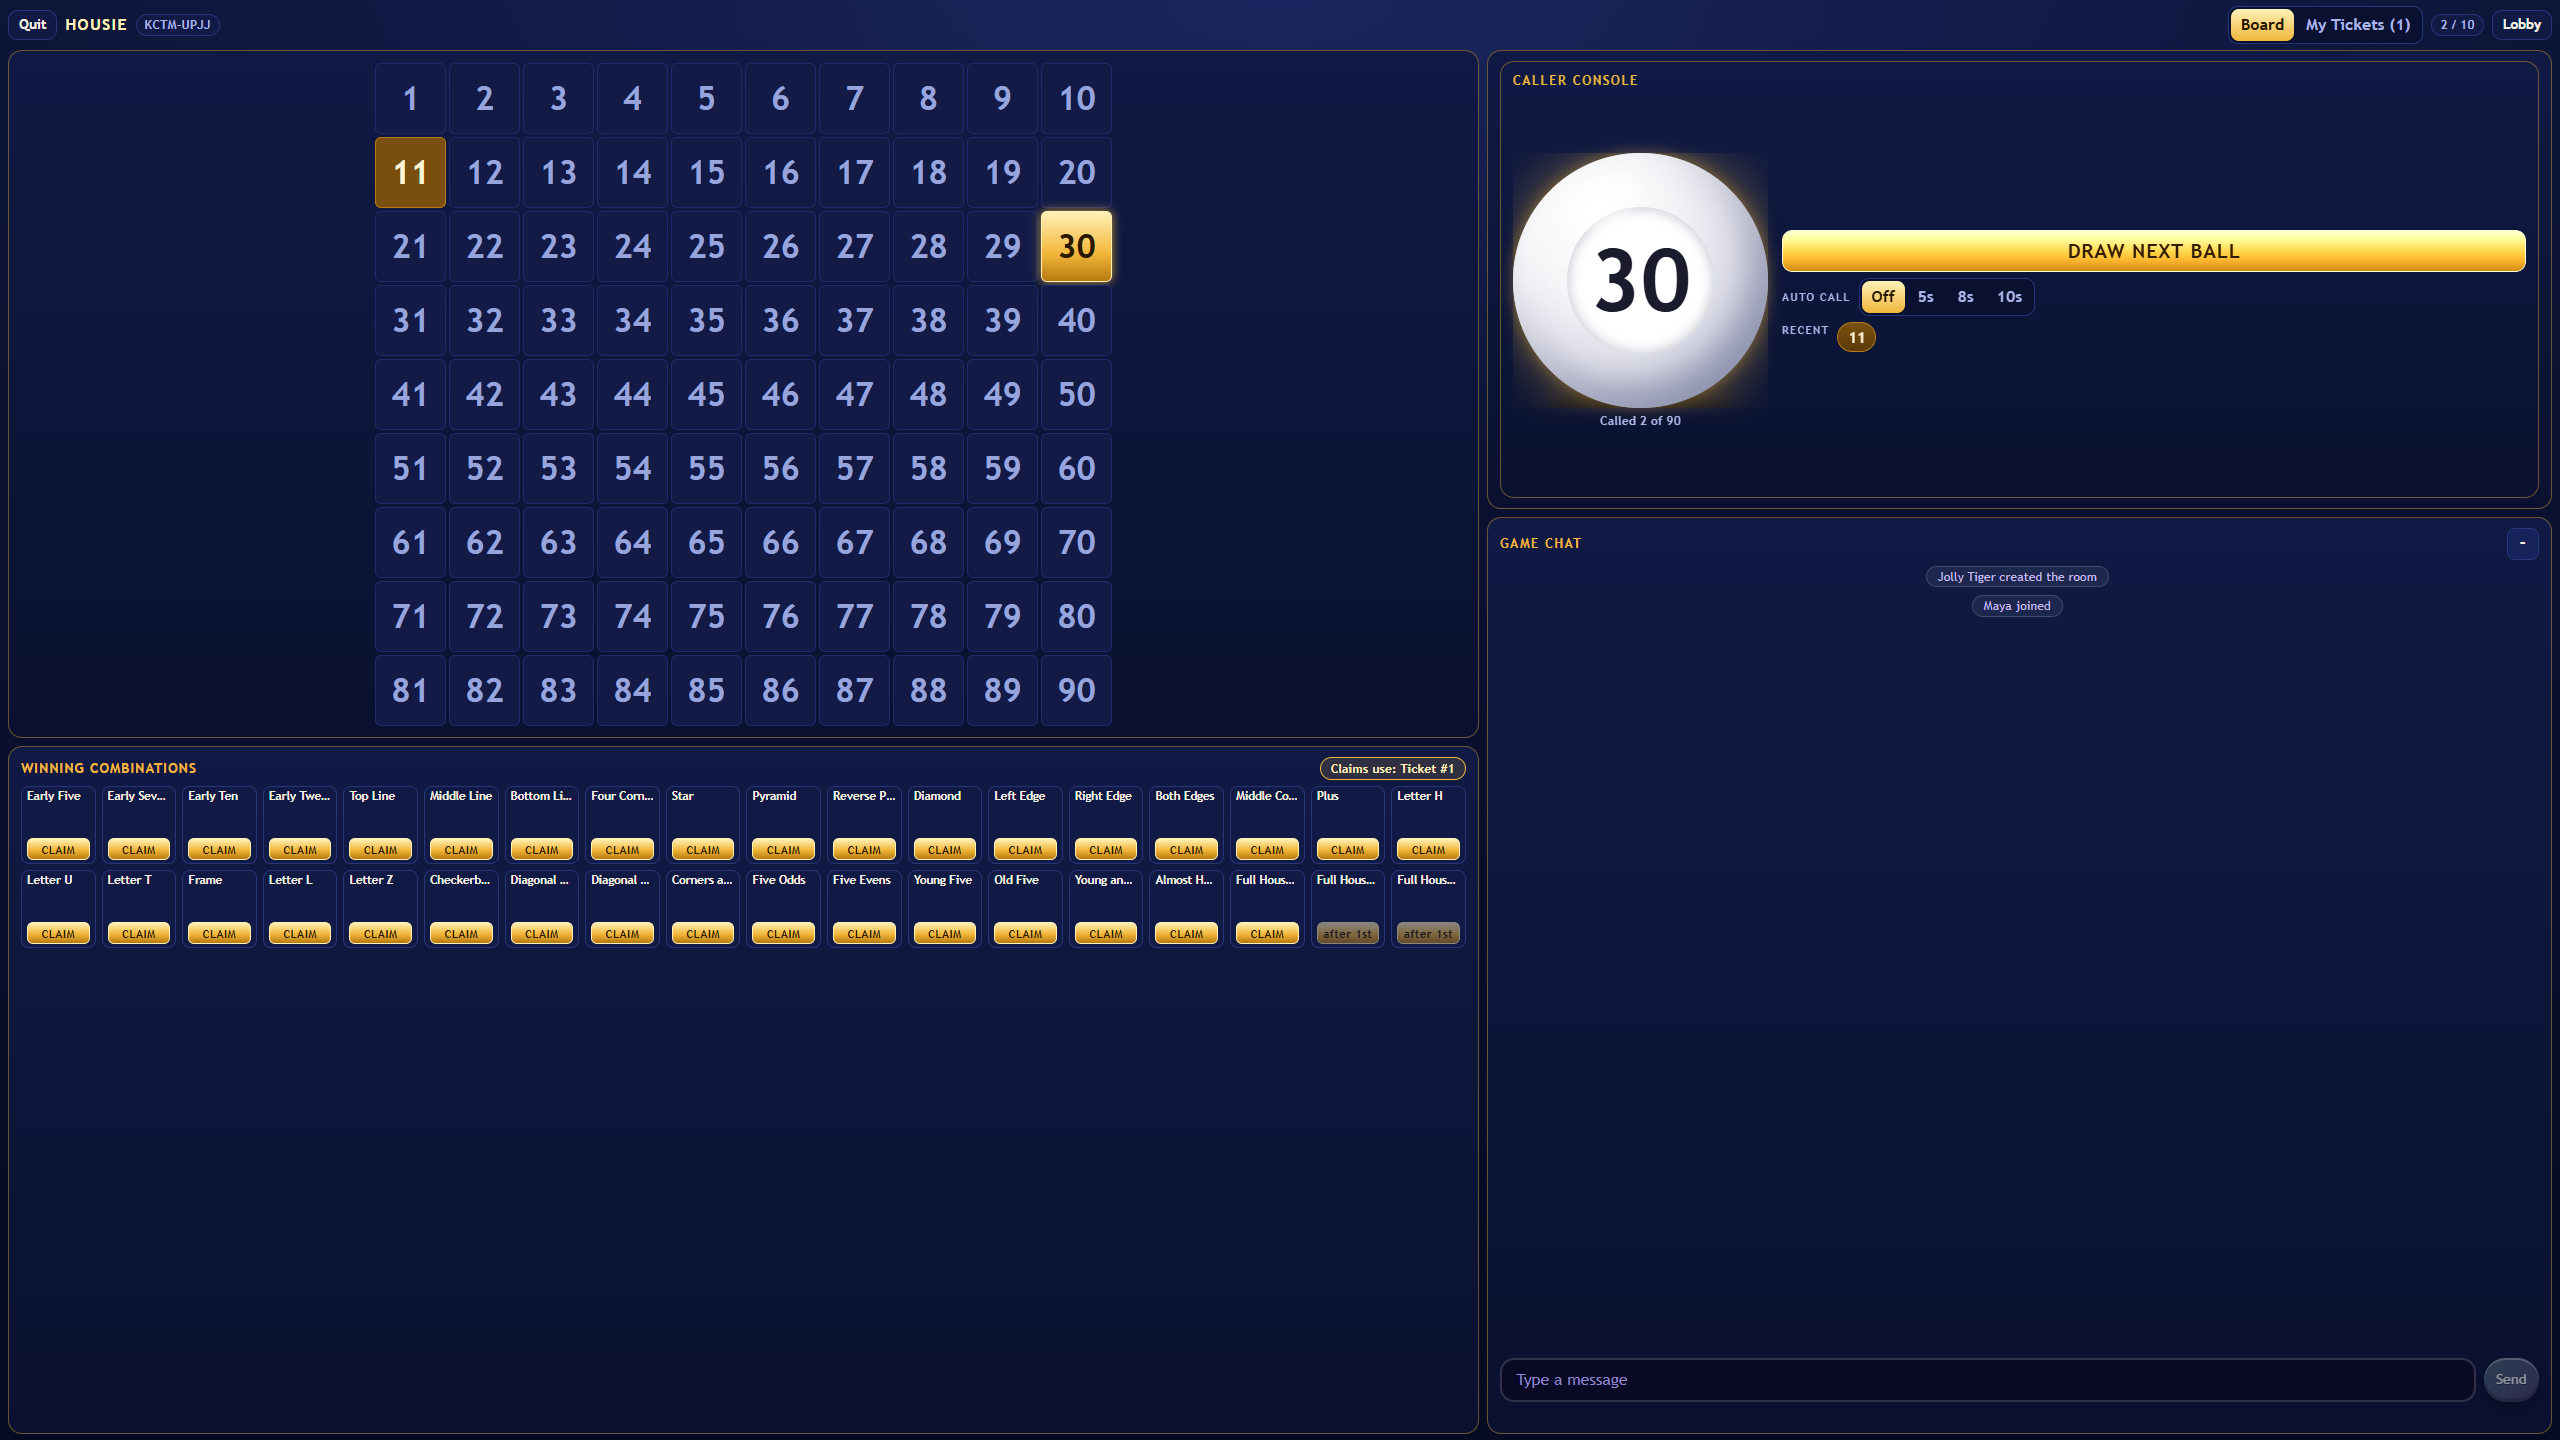 Quit HOUSIE KCTM-UPJJ
Board My Tickets (1) 2 / 10 Lobby
1 2 3 4 5 6 7 8 9 10
11 12 13 14 15 16 17 18 19 20
21 22 23 24 25 26 27 28 29 30
31 32 33 34 35 36 37 38 39 40
41 42 43 44 45 46 47 48 49 50
51 52 53 54 55 56 57 58 59 60
61 62 63 64 65 66 67 68 69 70
71 72 73 74 75 76 77 78 79 80
81 82 83 84 85 86 87 88 89 90
CALLER CONSOLE
30
Called 2 of 90
DRAW NEXT BALL
AUTO CALL Off 5s 8s 10s
RECENT 11
WINNING COMBINATIONS Claims use: Ticket #1
Early Five Early Sev... Early Ten Early Twe... Top Line Middle Line Bottom Li... Four Corn... Star Pyramid Reverse P... Diamond Left Edge Right Edge Both Edges Middle Co... Plus Letter H
CLAIM CLAIM CLAIM CLAIM CLAIM CLAIM CLAIM CLAIM CLAIM CLAIM CLAIM CLAIM CLAIM CLAIM CLAIM CLAIM CLAIM CLAIM
Letter U Letter T Frame Letter L Letter Z Checkerb... Diagonal ... Diagonal ... Corners a... Five Odds Five Evens Young Five Old Five Young an... Almost H... Full Hous... Full Hous... Full Hous...
CLAIM CLAIM CLAIM CLAIM CLAIM CLAIM CLAIM CLAIM CLAIM CLAIM CLAIM CLAIM CLAIM CLAIM CLAIM CLAIM after 1st after 1st
GAME CHAT -
Jolly Tiger created the room
Maya joined
Type a message Send